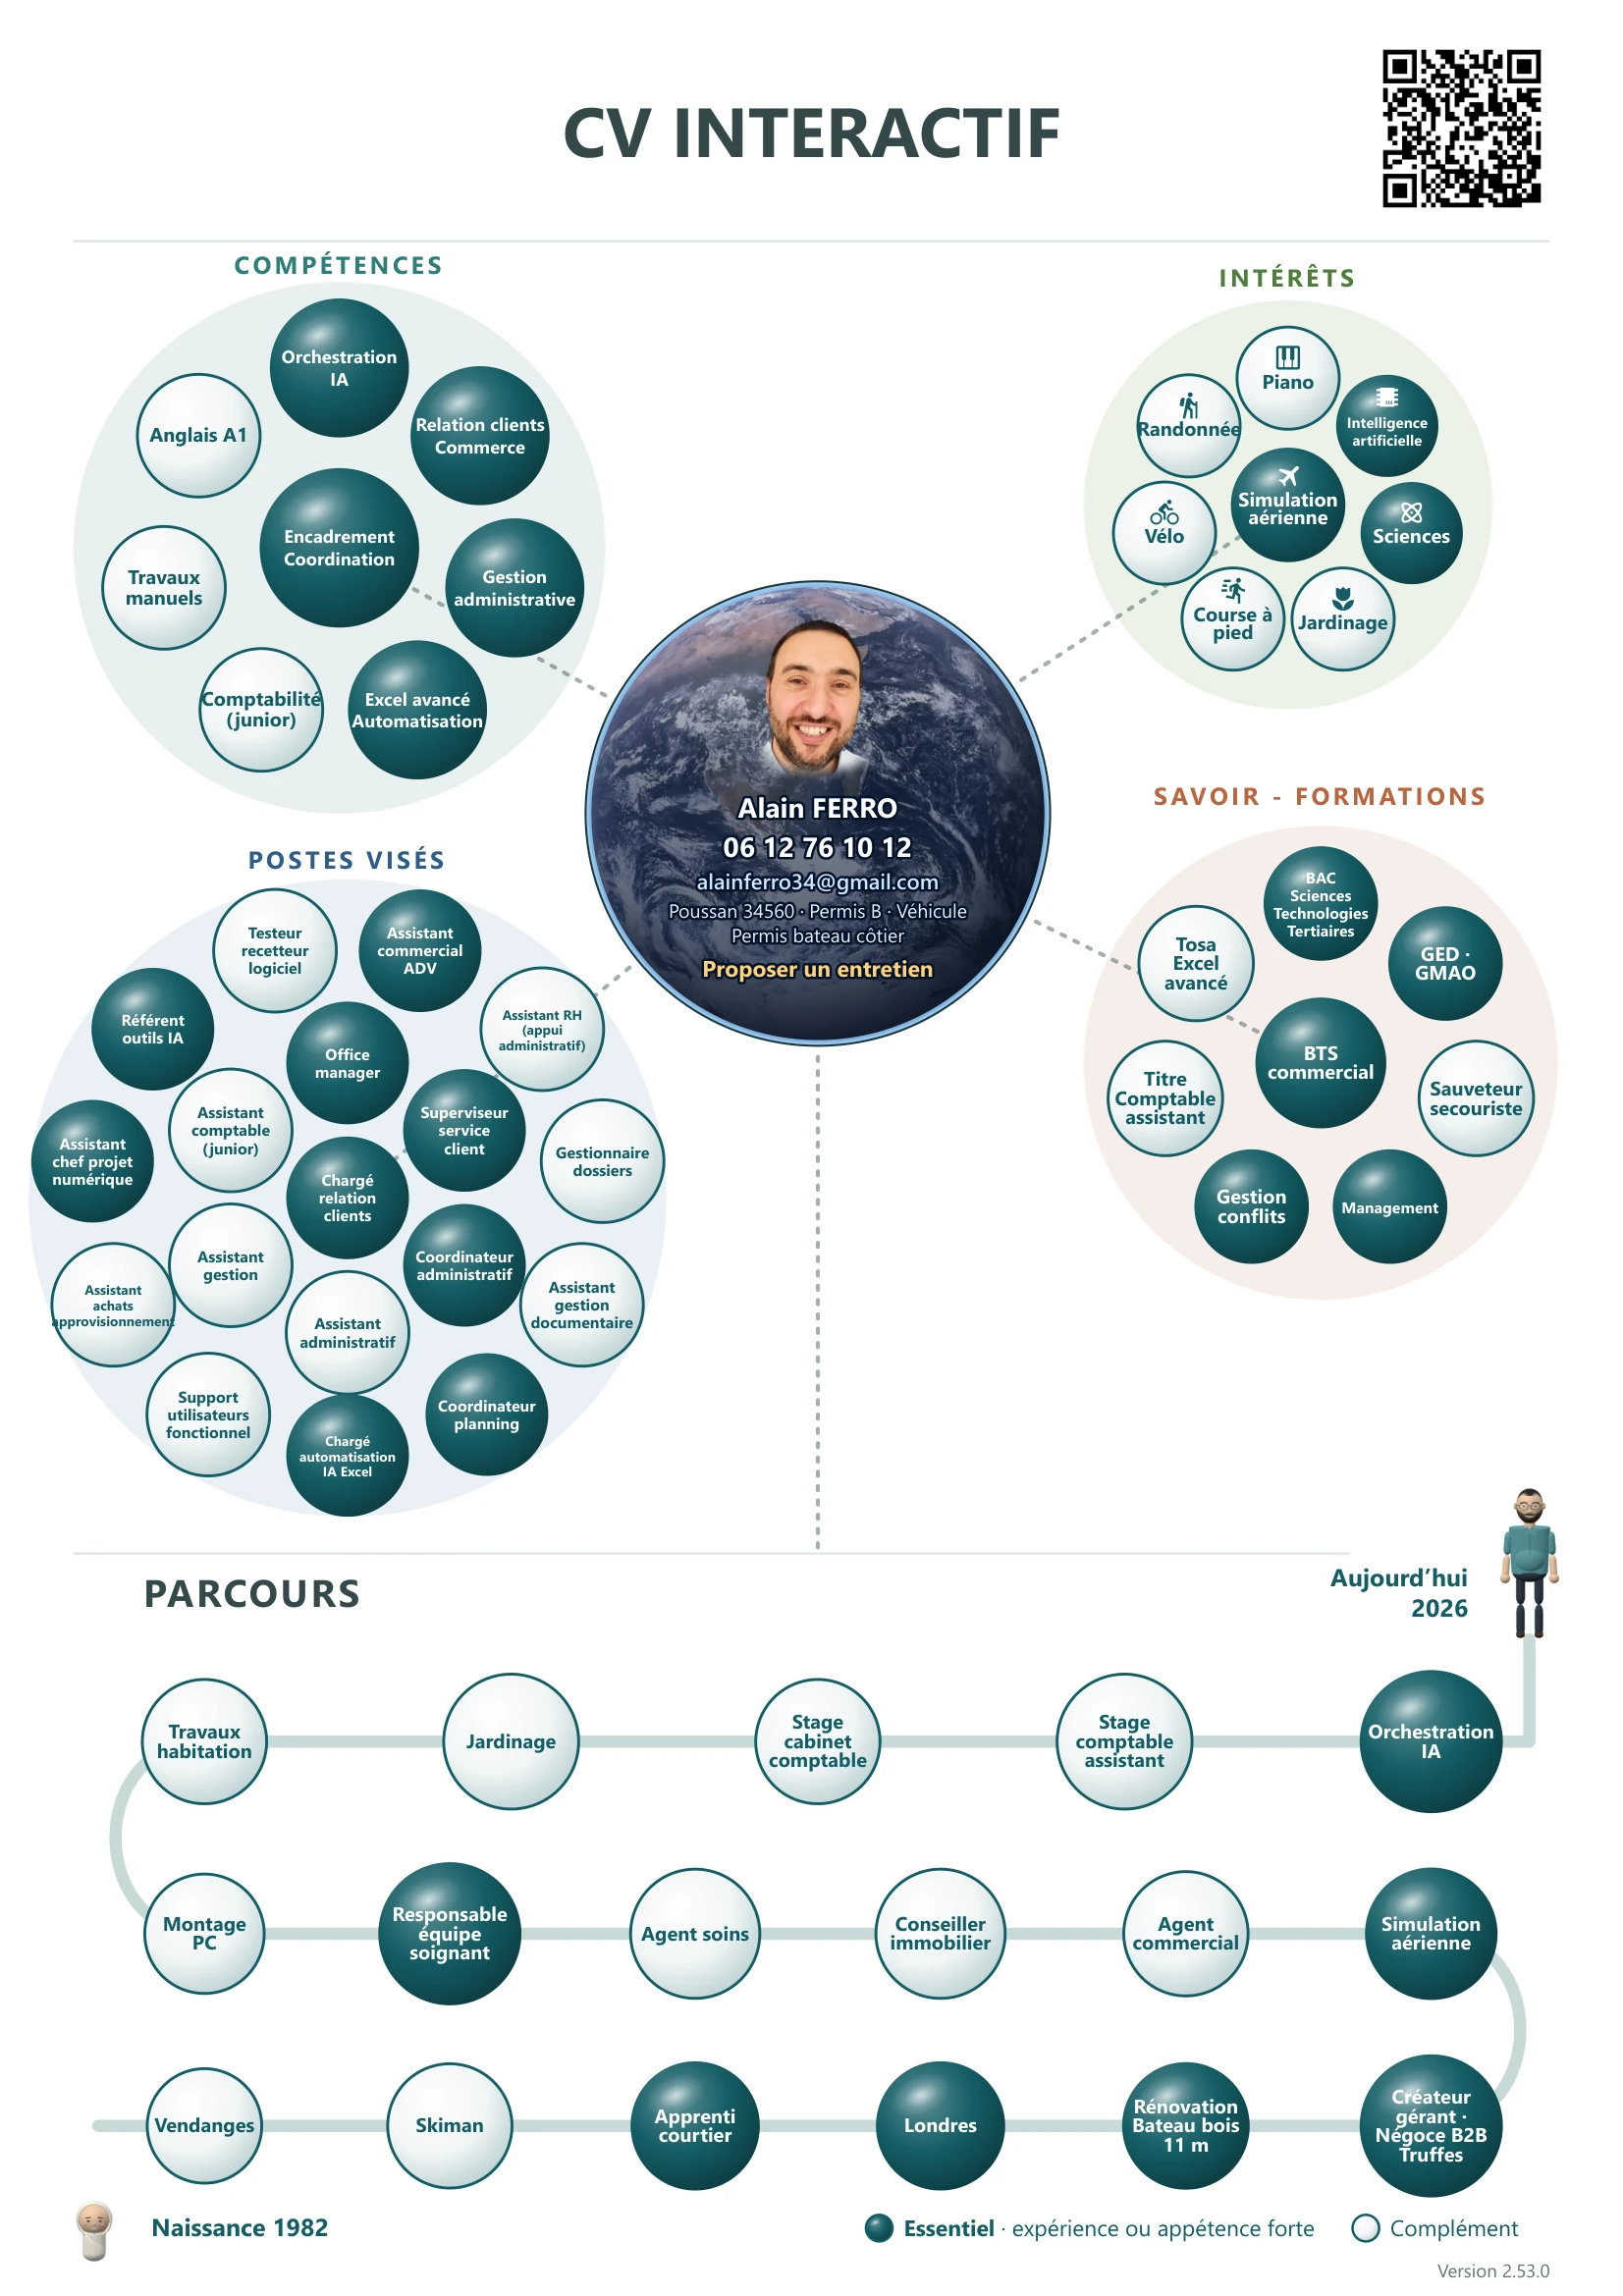 CV INTERACTIF
COMPÉTENCES
Orchestration
IA
Relation clients
Commerce
Anglais A1
Encadrement
Coordination
Gestion
administrative
Travaux
manuels
Comptabilité
(junior)
Excel avancé
Automatisation
INTÉRÊTS
Piano
Randonnée
Intelligence
artificielle
Simulation
aérienne
Vélo
Sciences
Course à
pied
Jardinage
Alain FERRO
06 12 76 10 12
alainferro34@gmail.com
Poussan 34560 · Permis B · Véhicule
Permis bateau côtier
Proposer un entretien
SAVOIR - FORMATIONS
BAC
Sciences
Technologies
Tertiaires
Tosa
Excel
avancé
GED ·
GMAO
BTS
commercial
Titre
Comptable
assistant
Sauveteur
secouriste
Gestion
conflits
Management
POSTES VISÉS
Testeur
recetteur
logiciel
Assistant
commercial
ADV
Référent
outils IA
Office
manager
Assistant RH
(appui
administratif)
Assistant
comptable
(junior)
Superviseur
service
client
Assistant
chef projet
numérique
Chargé
relation
clients
Gestionnaire
dossiers
Assistant
gestion
Coordinateur
administratif
Assistant
achats
approvisionnement
Assistant
administratif
Assistant
gestion
documentaire
Support
utilisateurs
fonctionnel
Chargé
automatisation
IA Excel
Coordinateur
planning
PARCOURS
Aujourd’hui
2026
Travaux
habitation
Jardinage
Stage
cabinet
comptable
Stage
comptable
assistant
Orchestration
IA
Montage
PC
Responsable
équipe
soignant
Agent soins
Conseiller
immobilier
Agent
commercial
Simulation
aérienne
Vendanges
Skiman
Apprenti
courtier
Londres
Rénovation
Bateau bois
11 m
Créateur
gérant ·
Négoce B2B
Truffes
Naissance 1982
Essentiel · expérience ou appétence forte
Complément
Version 2.53.0